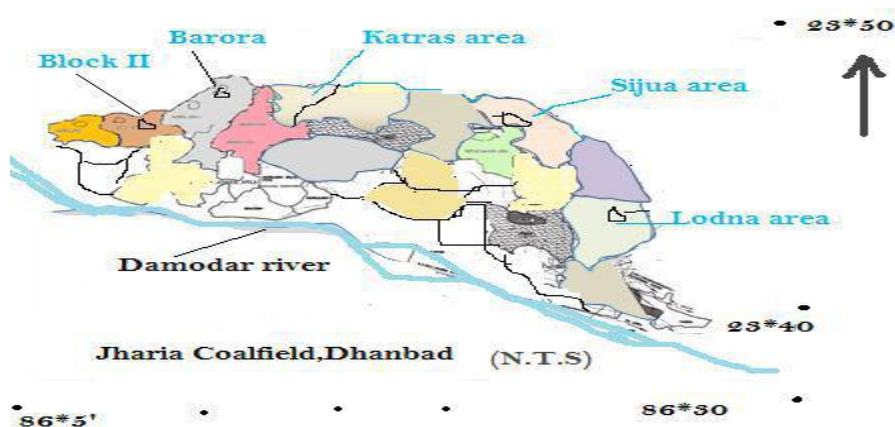 23*50
Barora
Katras area
Block II
Sijua area
Lodna area
Damodar river
23*40
Jharia Coalfield,Dhanbad (N.T.S)
86*5'
86*30